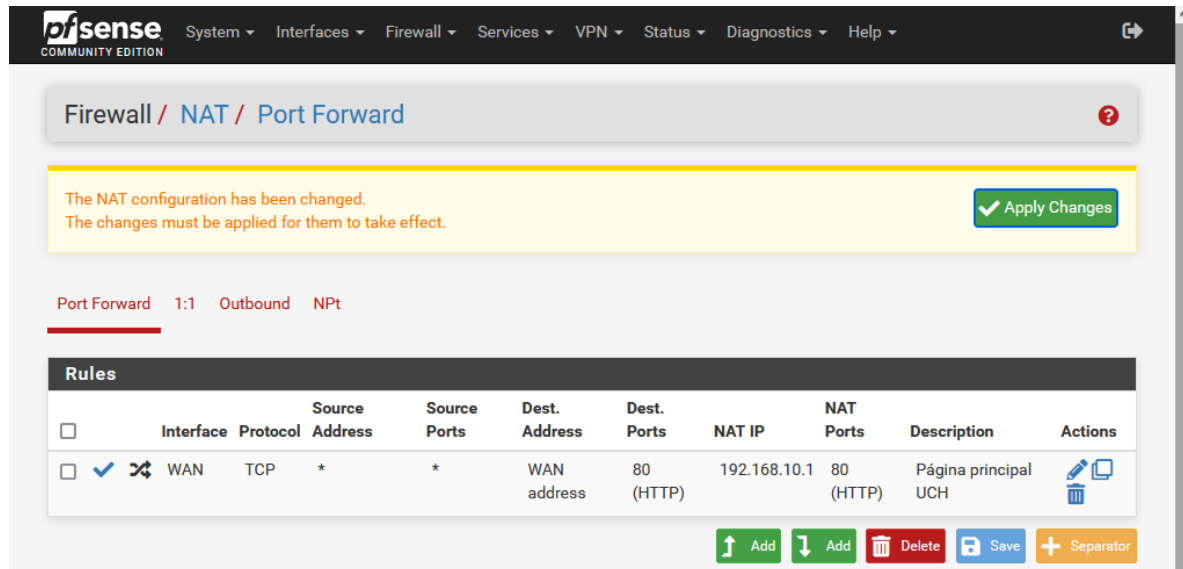 pfsense System Interfaces Firewall Services VPN Status Diagnostics Help
COMMUNITY EDITION
Firewall / NAT / Port Forward
The NAT configuration has been changed.
The changes must be applied for them to take effect.
Apply Changes
Port Forward 1:1 Outbound NPt
Rules
Interface Protocol Source Address Source Ports Dest. Address Dest. Ports NAT IP NAT Ports Description Actions
WAN TCP * * WAN address 80 (HTTP) 192.168.10.1 80 (HTTP) Página principal UCH
Add Add Delete Save Separator